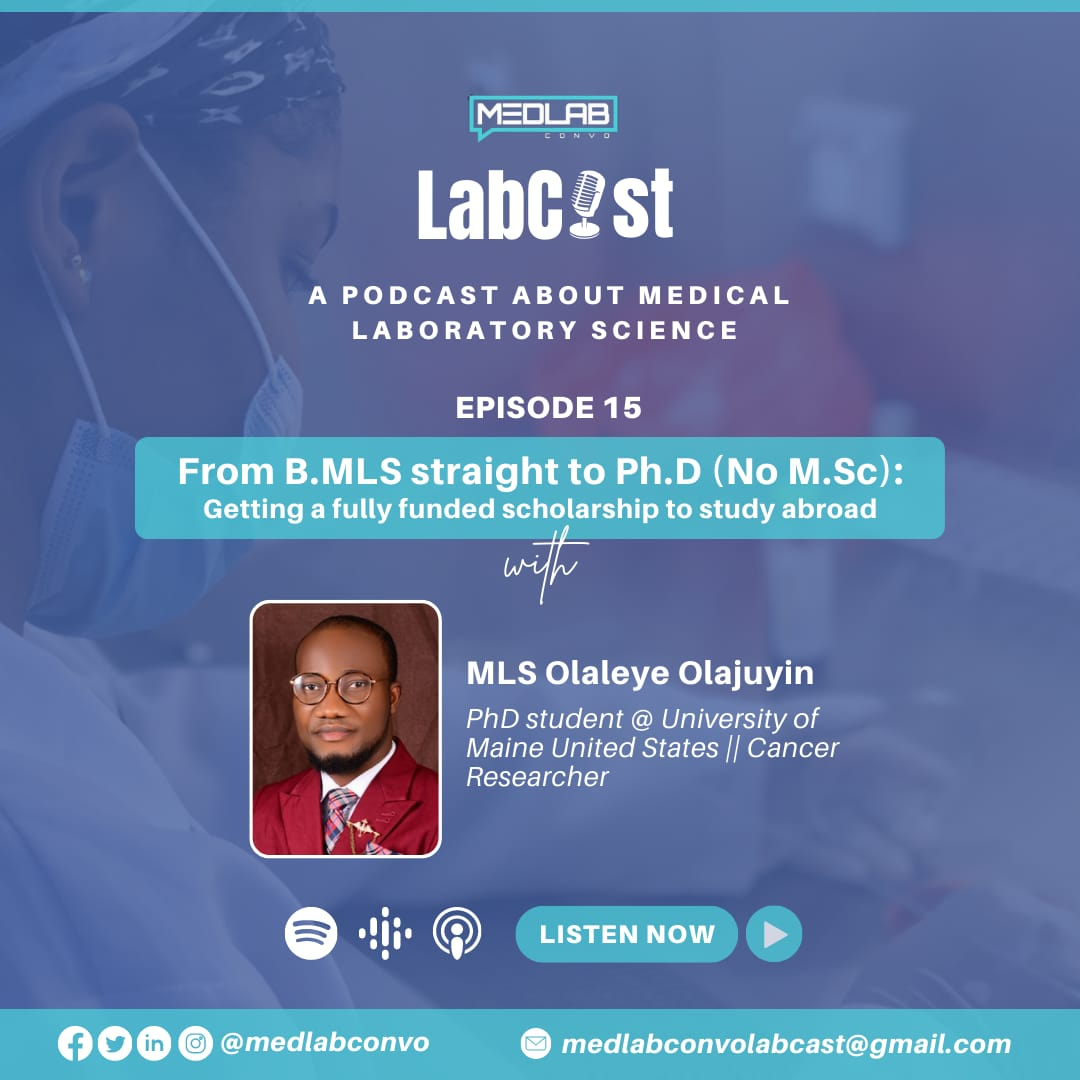 MEDLAB
CONVO
LabCast
A PODCAST ABOUT MEDICAL
LABORATORY SCIENCE
EPISODE 15
From B.MLS straight to Ph.D (No M.Sc):
Getting a fully funded scholarship to study abroad
with
MLS Olaleye Olajuyin
PhD student @ University of
Maine United States || Cancer
Researcher
LISTEN NOW
@medlabconvo
medlabconvolabcast@gmail.com